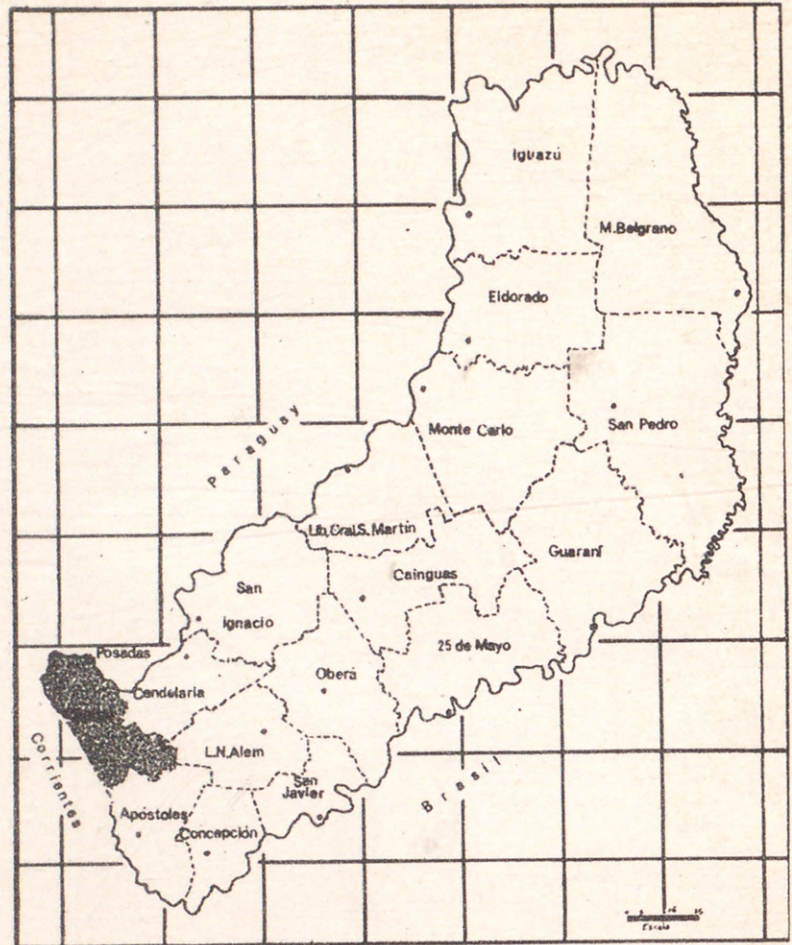 Iguazú
M. Belgrano
Eldorado
Paraguay
Monte Carlo
San Pedro
Lib. Gral. S. Martín
Guaraní
Cainguas
San
Ignacio
25 de Mayo
Posadas
Candelaria
Oberá
Corrientes
L.N. Alem
San
Javier
Brasil
Apóstoles
Concepción
Escala